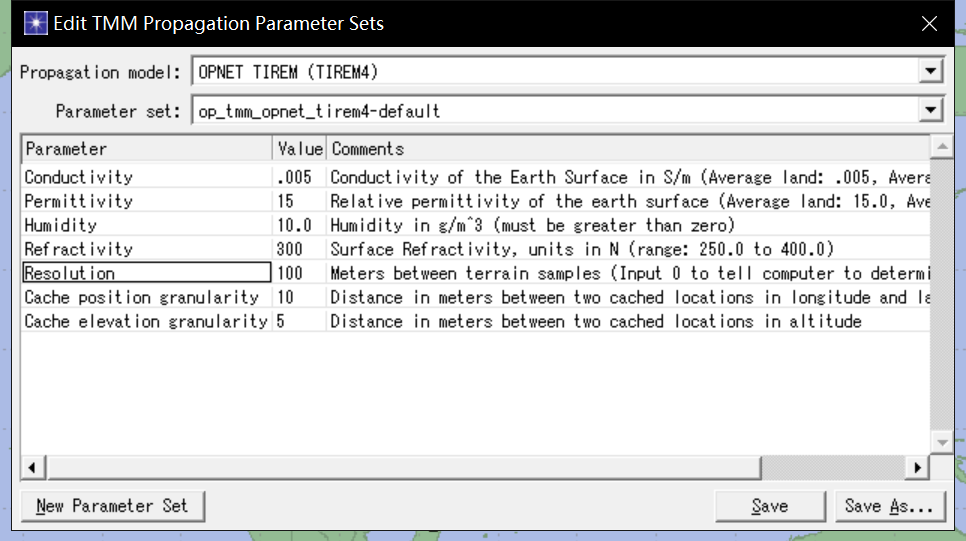 Edit TMM Propagation Parameter Sets
Propagation model: OPNET TIREM (TIREM4)
Parameter set: op_tmm_opnet_tirem4-default
Parameter Value Comments
Conductivity .005 Conductivity of the Earth Surface in S/m (Average land: .005, Avera
Permittivity 15 Relative permittivity of the earth surface (Average land: 15.0, Ave
Humidity 10.0 Humidity in g/m^3 (must be greater than zero)
Refractivity 300 Surface Refractivity, units in N (range: 250.0 to 400.0)
Resolution 100 Meters between terrain samples (Input 0 to tell computer to determi
Cache position granularity 10 Distance in meters between two cached locations in longitude and la
Cache elevation granularity 5 Distance in meters between two cached locations in altitude
New Parameter Set Save Save As...